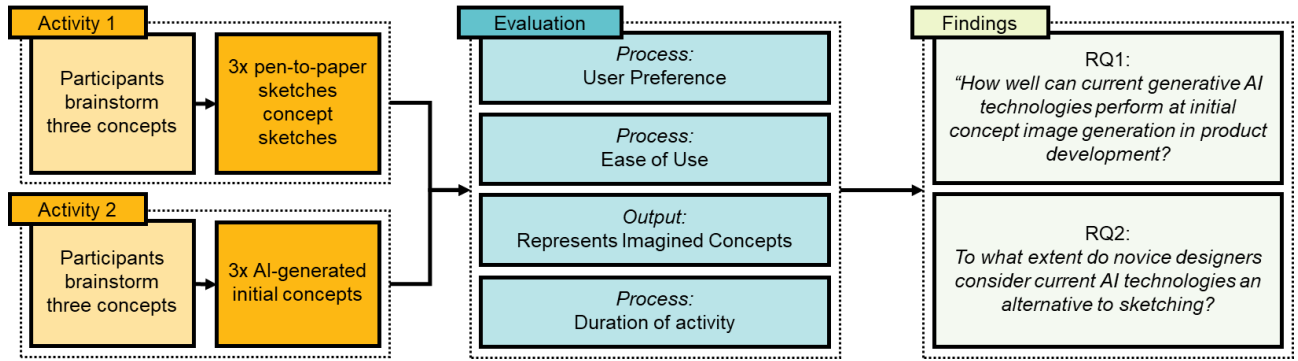 Activity 1
Participants
brainstorm
three concepts
3x pen-to-paper
sketches
concept
sketches
Activity 2
Participants
brainstorm
three concepts
3x AI-generated
initial concepts
Evaluation
Process:
User Preference
Process:
Ease of Use
Output:
Represents Imagined Concepts
Process:
Duration of activity
Findings
RQ1:
“How well can current generative AI
technologies perform at initial
concept image generation in product
development?
RQ2:
To what extent do novice designers
consider current AI technologies an
alternative to sketching?